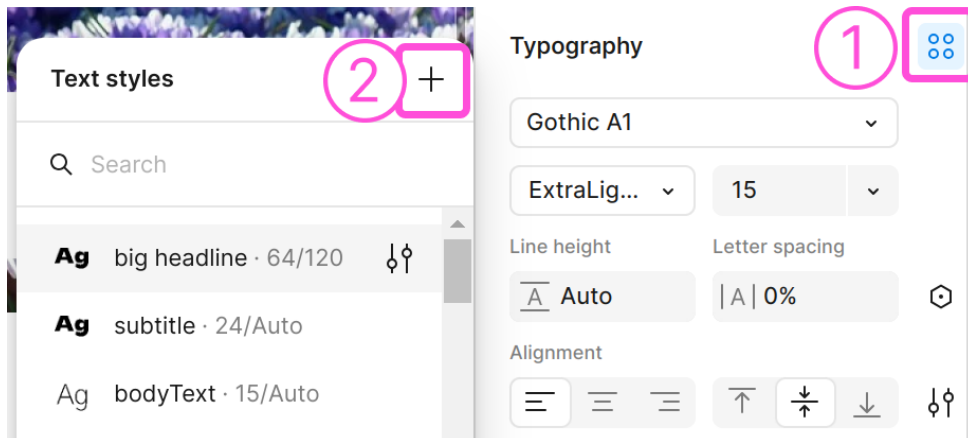 Text styles
2
Search
Ag big headline · 64/120
Ag subtitle · 24/Auto
Ag bodyText · 15/Auto
Typography
1
Gothic A1
ExtraLig...
15
Line height
Letter spacing
A Auto
|A| 0%
Alignment